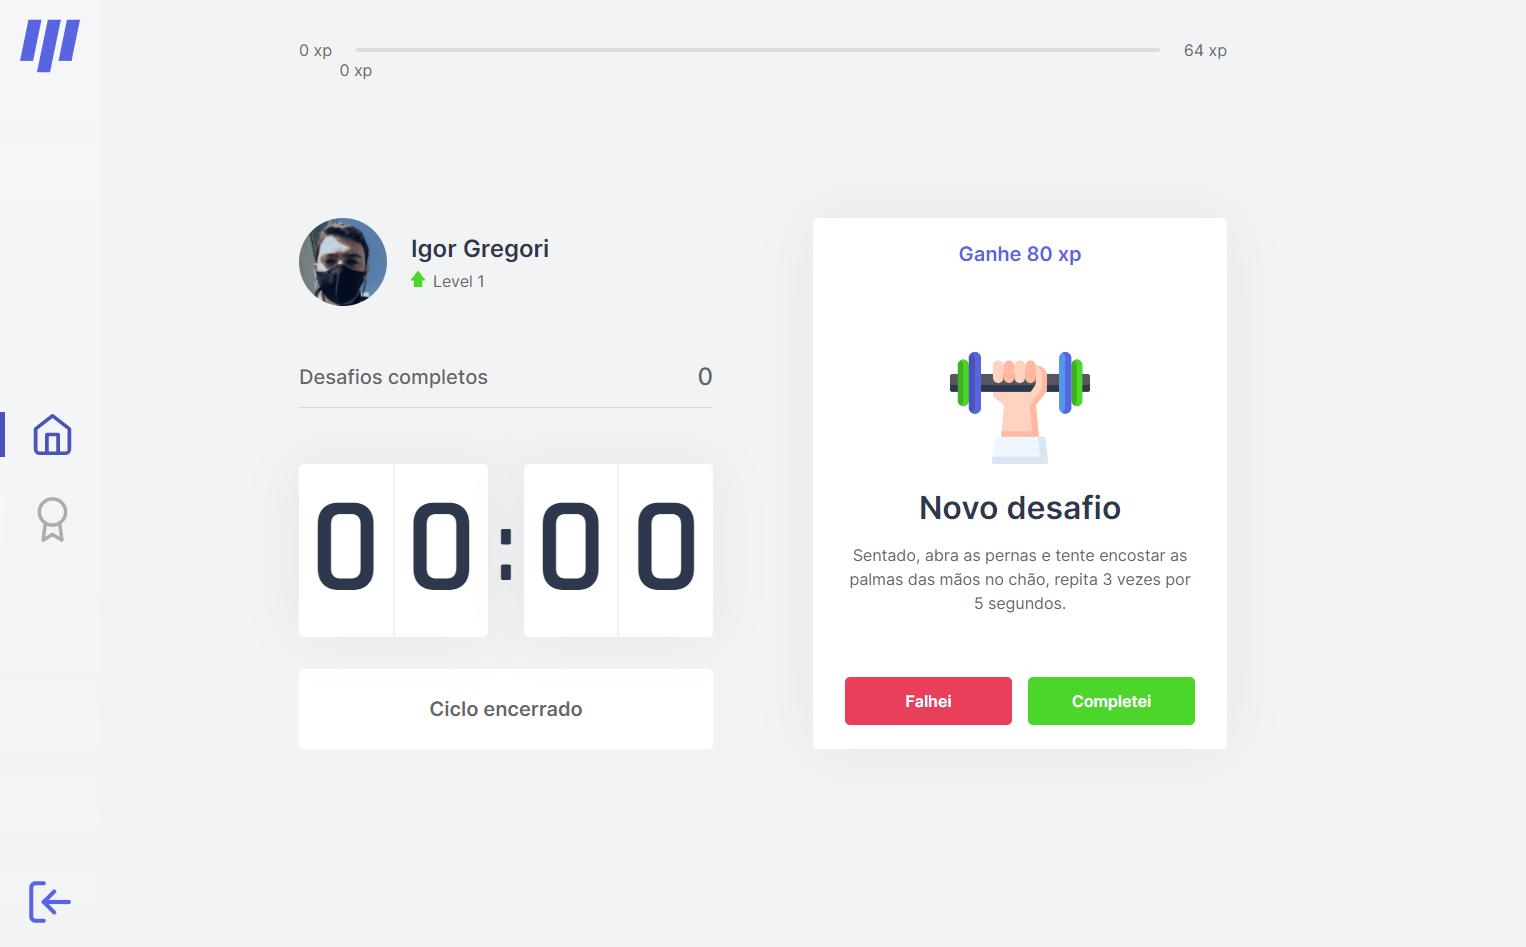 0 xp
64 xp
0 xp
Igor Gregori
Level 1
Desafios completos
0
00:00
Ciclo encerrado
Ganhe 80 xp
Novo desafio
Sentado, abra as pernas e tente encostar as
palmas das mãos no chão, repita 3 vezes por
5 segundos.
Falhei
Completei